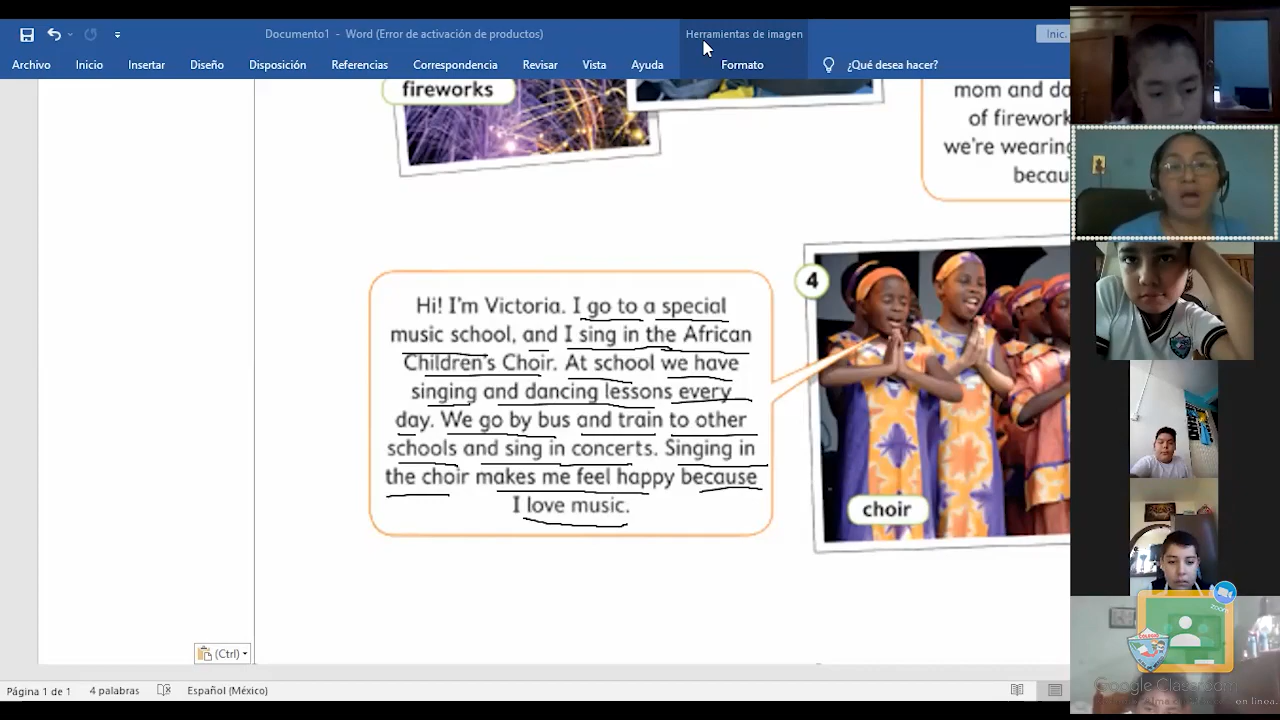 Documento1 - Word (Error de activación de productos)
Herramientas de imagen
Inic.
Archivo
Inicio
Insertar
Diseño
Disposición
Referencias
Correspondencia
Revisar
Vista
Ayuda
Formato
¿Qué desea hacer?
fireworks
mom and
of
we're wearing
Hi! I'm Victoria. I go to a special
music school, and I sing in the African
Children's Choir. At school we have
singing and dancing lessons every
day. We go by bus and train to other
schools and sing in concerts. Singing in
the choir makes me feel happy because
I love music.
4
choir
(Ctrl)
Página 1 de 1
4 palabras
Español (México)
zoom
Google Classroom
on linea.